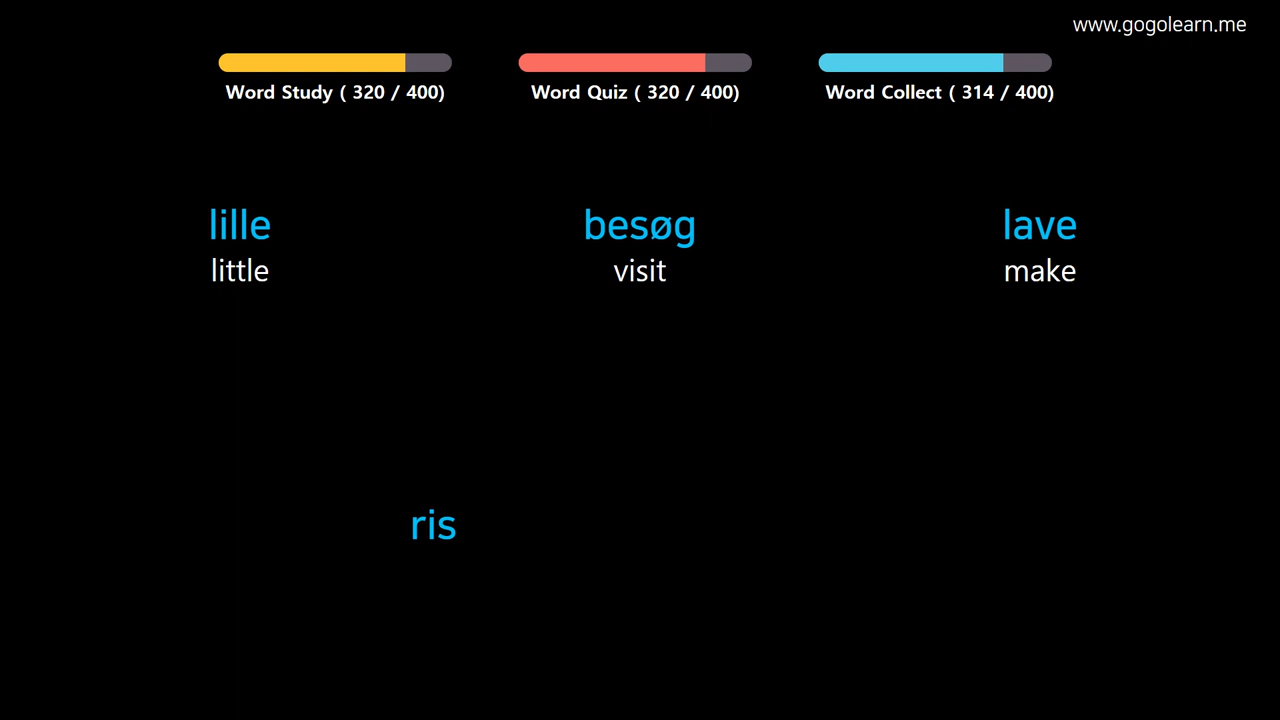 www.gogolearn.me
Word Study ( 320 / 400)
Word Quiz ( 320 / 400)
Word Collect ( 314 / 400)
lille
little
besøg
visit
lave
make
ris